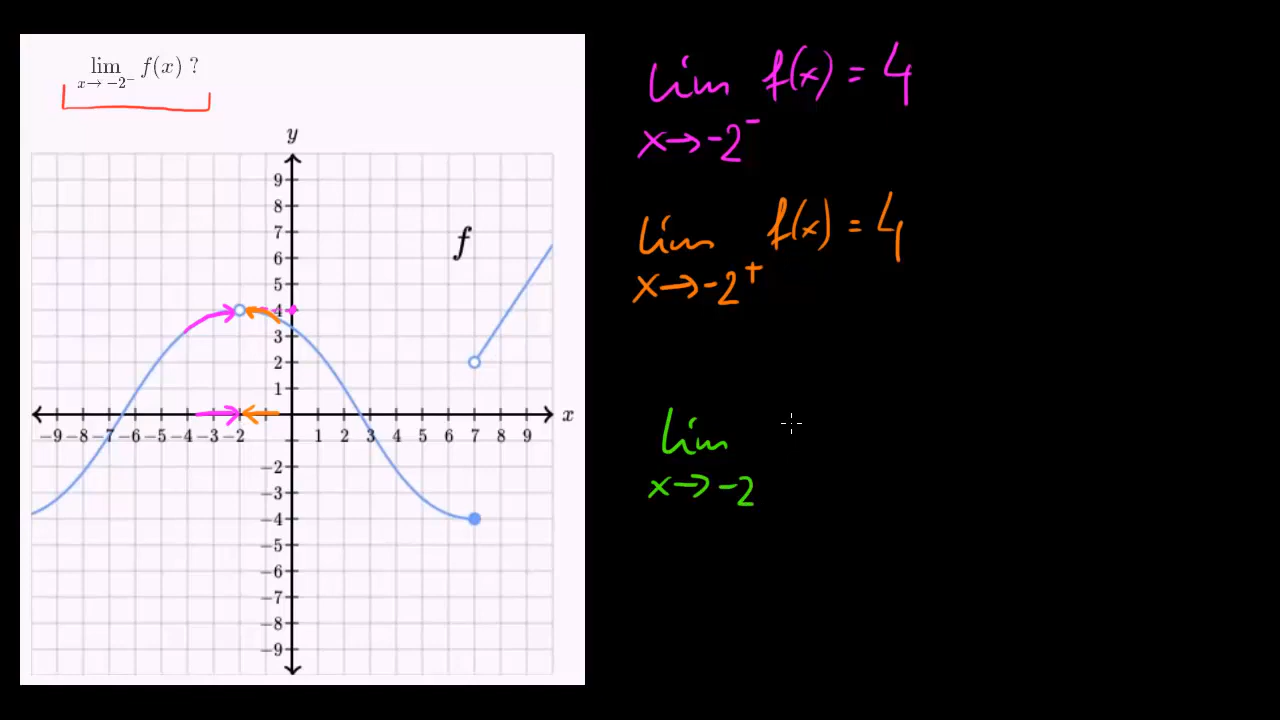 lim f(x) ?
x→ -2⁻
y
9
8
7
6
5
4
3
2
1
f
x
−9 −8 −7 −6 −5 −4 −3 −2 1 2 3 4 5 6 7 8 9
−2
−3
−4
−5
−6
−7
−8
−9
lim f(x) = 4
x→-2⁻
lim f(x) = 4
x→-2⁺
lim
x→-2